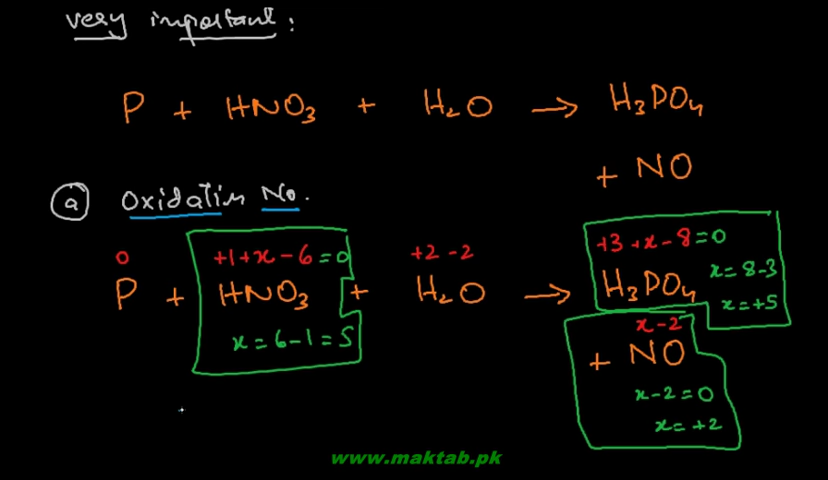 very important:
P + HNO₃ + H₂O → H₃PO₄
+ NO
(a) Oxidation No.
0 +1+x-6=0 +2-2 +3+x-8=0
P + HNO₃ + H₂O → H₃PO₄ x=8-3
x=+5
x=6-1=5
x-2
+ NO
x-2=0
x=+2
www.maktab.pk